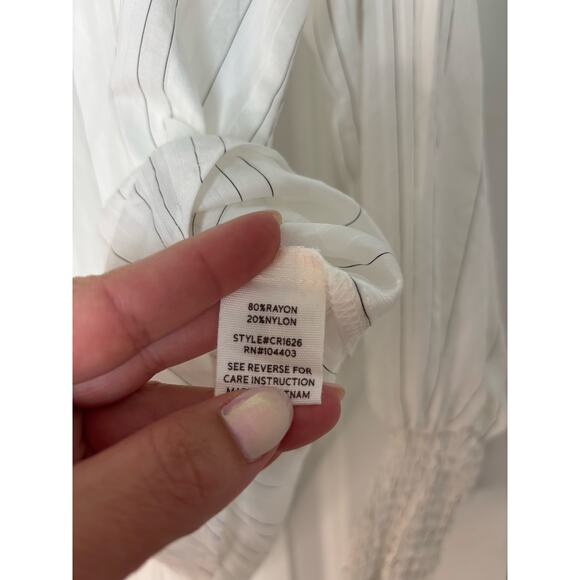 80%RAYON
20%NYLON
STYLE#CR1626
RN#104403
SEE REVERSE FOR
CARE INSTRUCTION